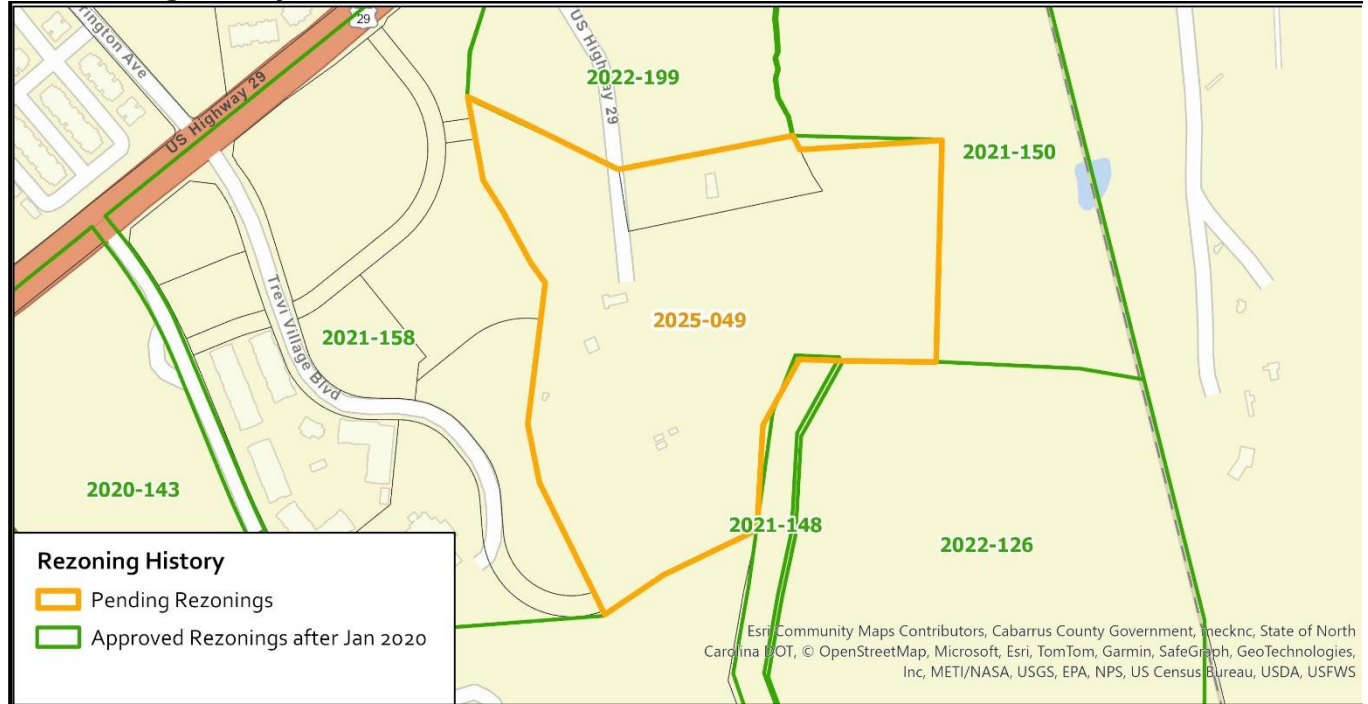 rington Ave
29
US Highway 29
US Highway 29
2022-199
2021-150
2025-049
2021-158
Trevi Village Blvd
2020-143
2021-148
2022-126
Rezoning History
Pending Rezonings
Approved Rezonings after Jan 2020
Esri Community Maps Contributors, Cabarrus County Government, mecknc, State of North
Carolina DOT, © OpenStreetMap, Microsoft, Esri, TomTom, Garmin, SafeGraph, GeoTechnologies,
Inc, METI/NASA, USGS, EPA, NPS, US Census Bureau, USDA, USFWS